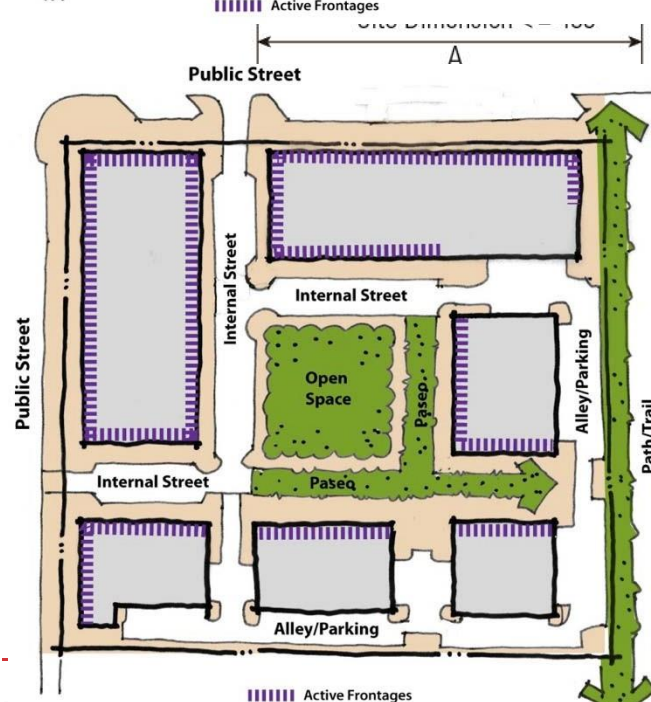 Active Frontages
A
Public Street
Internal Street
Internal Street
Public Street
Open
Space
Paseo
Alley/Parking
Path/Trail
Internal Street
Paseo
Alley/Parking
Active Frontages